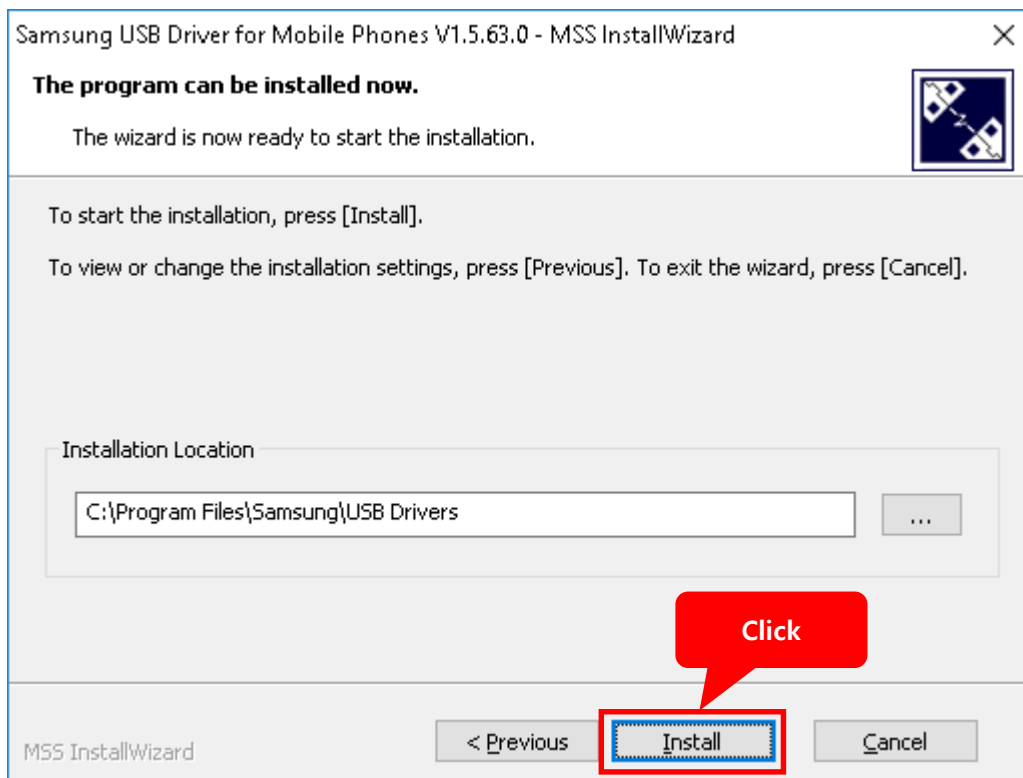 Samsung USB Driver for Mobile Phones V1.5.63.0 - MSS InstallWizard
The program can be installed now.
The wizard is now ready to start the installation.
To start the installation, press [Install].
To view or change the installation settings, press [Previous]. To exit the wizard, press [Cancel].
Installation Location
C:\Program Files\Samsung\USB Drivers
...
Click
MSS InstallWizard
< Previous
Install
Cancel